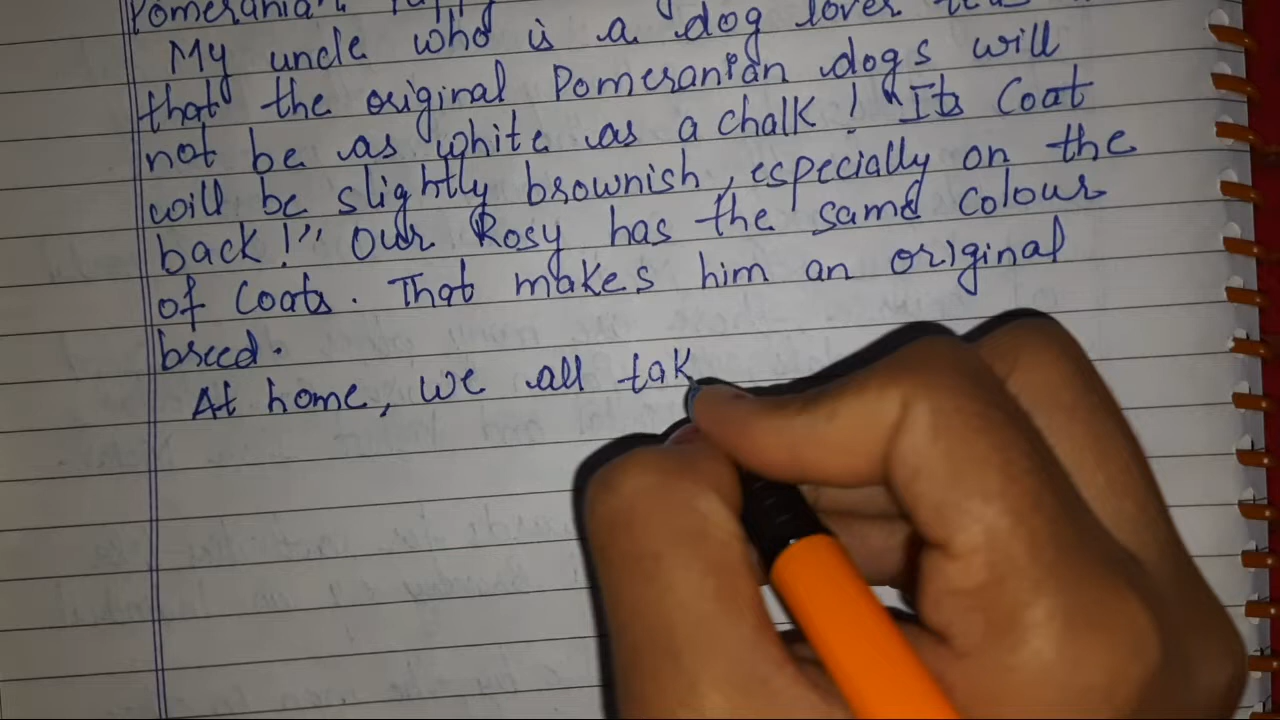 Pomeranian
My uncle who is a dog lover
that the original Pomeranian dogs will
not be as white as a chalk! "Its Coat
will be slightly brownish, especially on the
back!" Our Rosy has the same colour
of Coats. That makes him an original
breed.
At home, we all tak